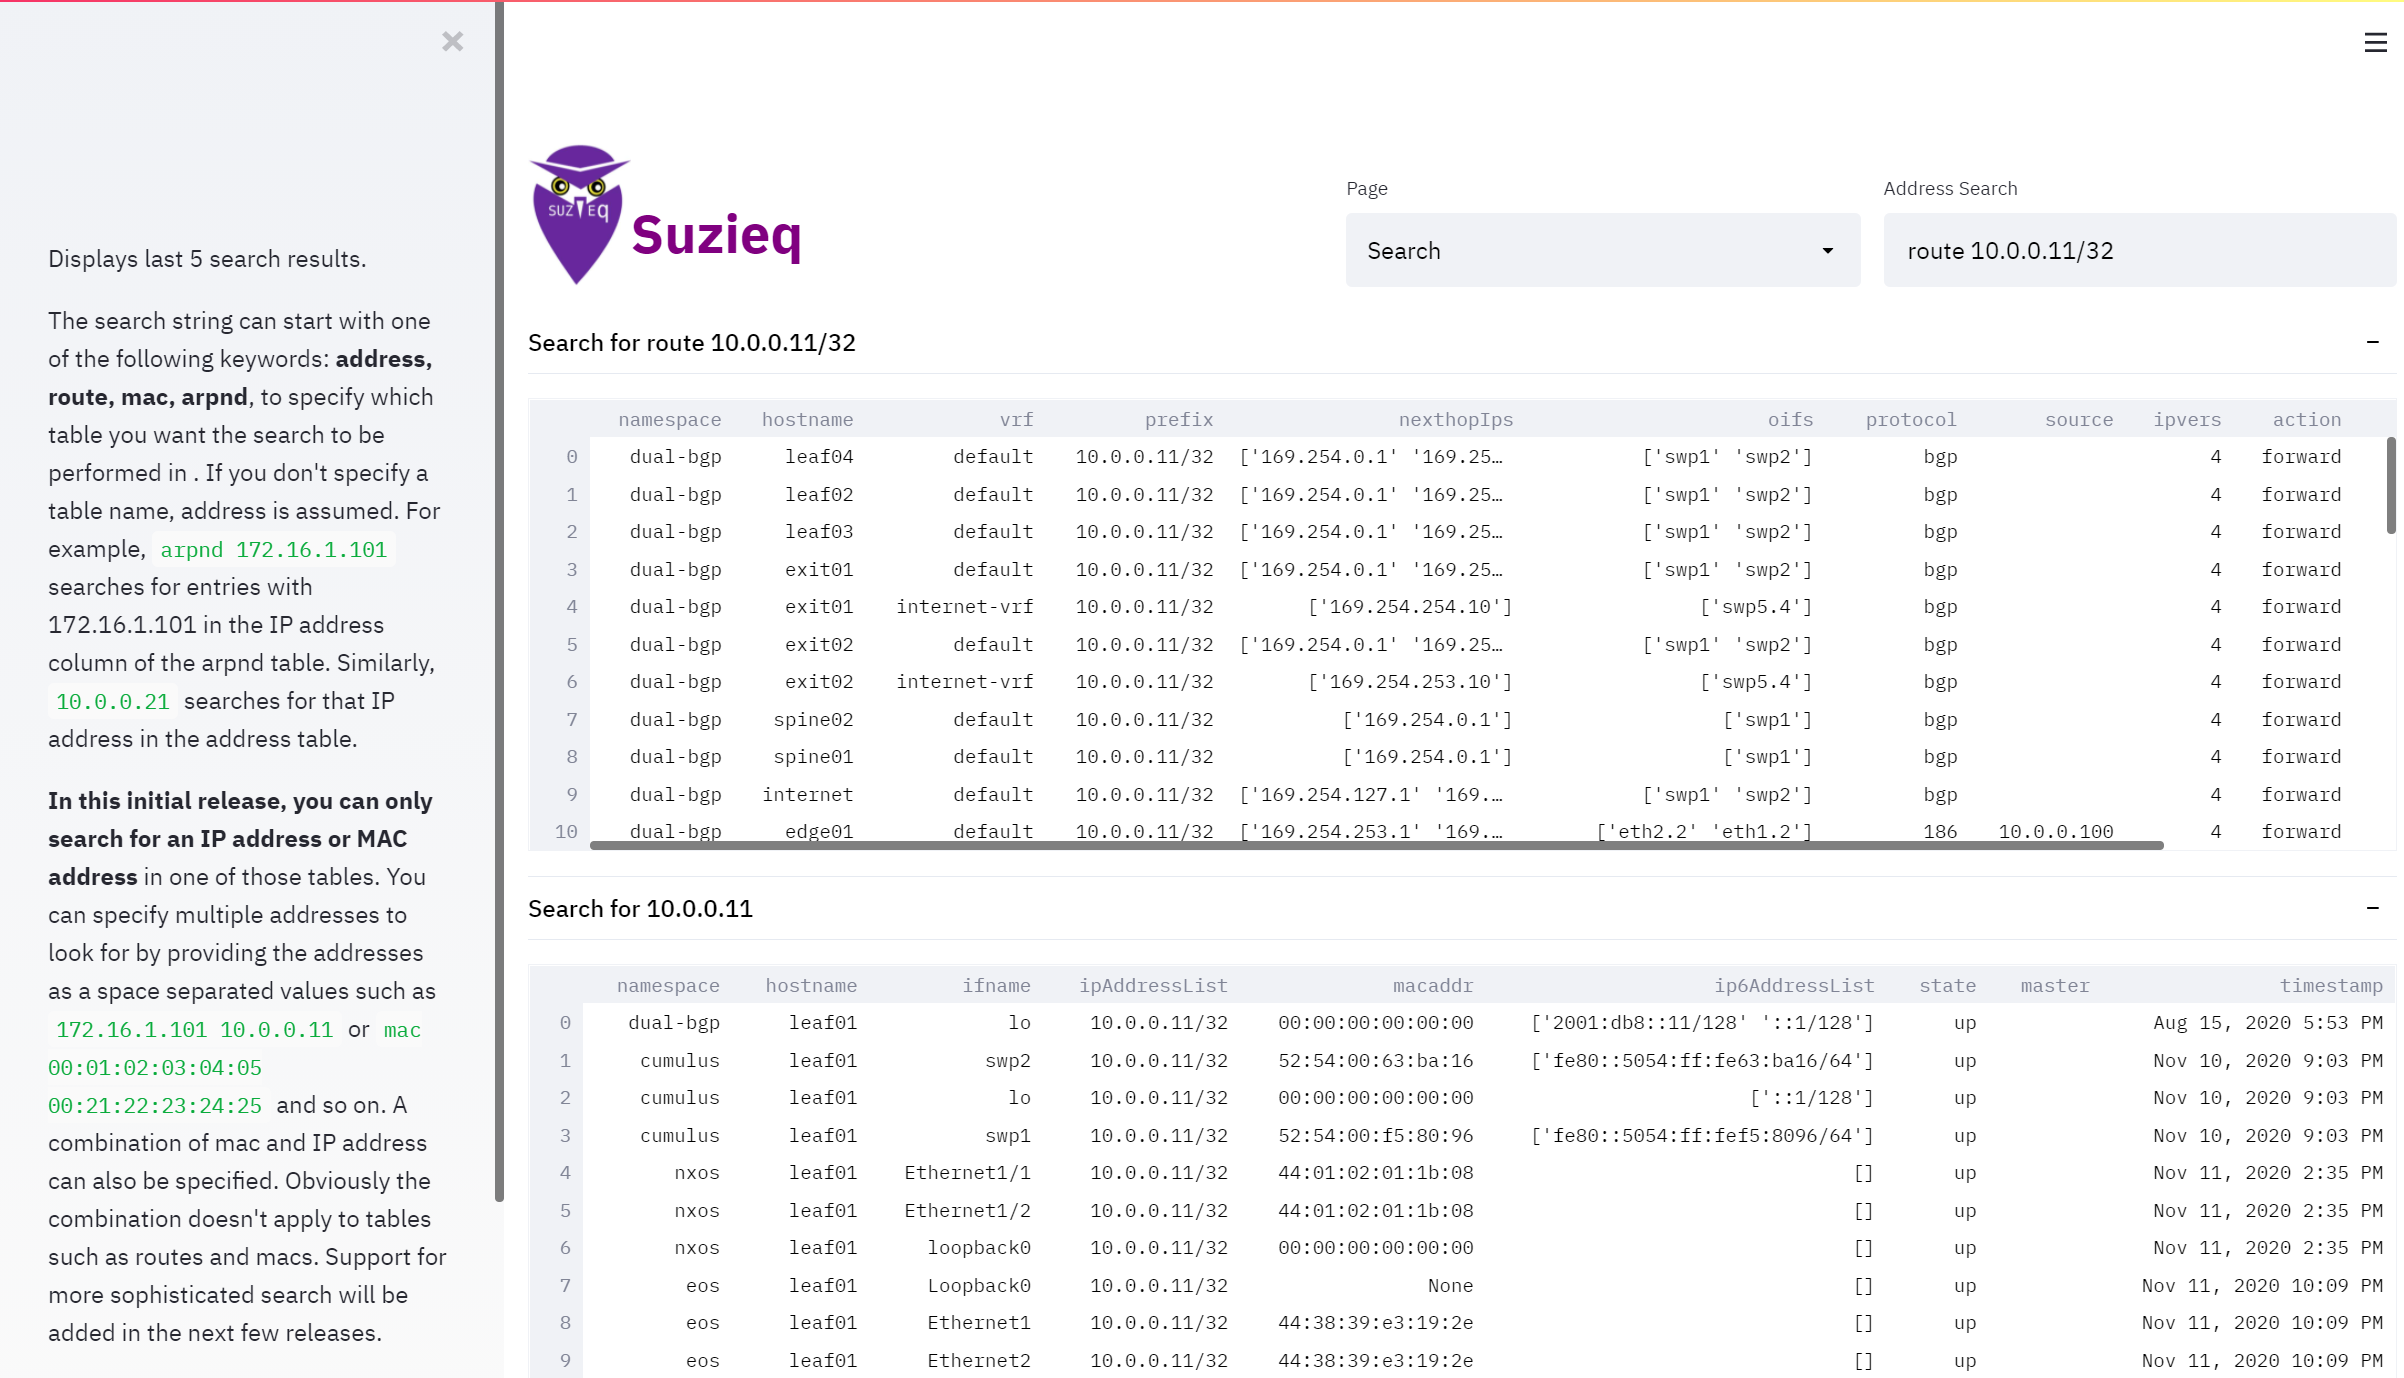 Displays last 5 search results.
The search string can start with one
of the following keywords: address,
route, mac, arpnd, to specify which
table you want the search to be
performed in . If you don't specify a
table name, address is assumed. For
example, arpnd 172.16.1.101
searches for entries with
172.16.1.101 in the IP address
column of the arpnd table. Similarly,
10.0.0.21 searches for that IP
address in the address table.
In this initial release, you can only
search for an IP address or MAC
address in one of those tables. You
can specify multiple addresses to
look for by providing the addresses
as a space separated values such as
172.16.1.101 10.0.0.11 or mac
00:01:02:03:04:05
00:21:22:23:24:25 and so on. A
combination of mac and IP address
can also be specified. Obviously the
combination doesn't apply to tables
such as routes and macs. Support for
more sophisticated search will be
added in the next few releases.
SUZIEq
Suzieq
Page
Search
Address Search
route 10.0.0.11/32
Search for route 10.0.0.11/32
namespace hostname vrf prefix nexthopIps oifs protocol source ipvers action
0 dual-bgp leaf04 default 10.0.0.11/32 ['169.254.0.1' '169.25… ['swp1' 'swp2'] bgp 4 forward
1 dual-bgp leaf02 default 10.0.0.11/32 ['169.254.0.1' '169.25… ['swp1' 'swp2'] bgp 4 forward
2 dual-bgp leaf03 default 10.0.0.11/32 ['169.254.0.1' '169.25… ['swp1' 'swp2'] bgp 4 forward
3 dual-bgp exit01 default 10.0.0.11/32 ['169.254.0.1' '169.25… ['swp1' 'swp2'] bgp 4 forward
4 dual-bgp exit01 internet-vrf 10.0.0.11/32 ['169.254.254.10'] ['swp5.4'] bgp 4 forward
5 dual-bgp exit02 default 10.0.0.11/32 ['169.254.0.1' '169.25… ['swp1' 'swp2'] bgp 4 forward
6 dual-bgp exit02 internet-vrf 10.0.0.11/32 ['169.254.253.10'] ['swp5.4'] bgp 4 forward
7 dual-bgp spine02 default 10.0.0.11/32 ['169.254.0.1'] ['swp1'] bgp 4 forward
8 dual-bgp spine01 default 10.0.0.11/32 ['169.254.0.1'] ['swp1'] bgp 4 forward
9 dual-bgp internet default 10.0.0.11/32 ['169.254.127.1' '169.… ['swp1' 'swp2'] bgp 4 forward
10 dual-bgp edge01 default 10.0.0.11/32 ['169.254.253.1' '169.… ['eth2.2' 'eth1.2'] 186 10.0.0.100 4 forward
Search for 10.0.0.11
namespace hostname ifname ipAddressList macaddr ip6AddressList state master timestamp
0 dual-bgp leaf01 lo 10.0.0.11/32 00:00:00:00:00:00 ['2001:db8::11/128' '::1/128'] up Aug 15, 2020 5:53 PM
1 cumulus leaf01 swp2 10.0.0.11/32 52:54:00:63:ba:16 ['fe80::5054:ff:fe63:ba16/64'] up Nov 10, 2020 9:03 PM
2 cumulus leaf01 lo 10.0.0.11/32 00:00:00:00:00:00 ['::1/128'] up Nov 10, 2020 9:03 PM
3 cumulus leaf01 swp1 10.0.0.11/32 52:54:00:f5:80:96 ['fe80::5054:ff:fef5:8096/64'] up Nov 10, 2020 9:03 PM
4 nxos leaf01 Ethernet1/1 10.0.0.11/32 44:01:02:01:1b:08 [] up Nov 11, 2020 2:35 PM
5 nxos leaf01 Ethernet1/2 10.0.0.11/32 44:01:02:01:1b:08 [] up Nov 11, 2020 2:35 PM
6 nxos leaf01 loopback0 10.0.0.11/32 00:00:00:00:00:00 [] up Nov 11, 2020 2:35 PM
7 eos leaf01 Loopback0 10.0.0.11/32 None [] up Nov 11, 2020 10:09 PM
8 eos leaf01 Ethernet1 10.0.0.11/32 44:38:39:e3:19:2e [] up Nov 11, 2020 10:09 PM
9 eos leaf01 Ethernet2 10.0.0.11/32 44:38:39:e3:19:2e [] up Nov 11, 2020 10:09 PM